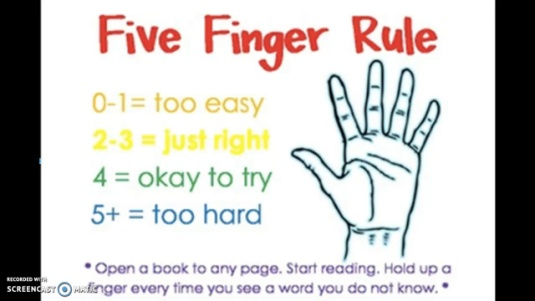 Five Finger Rule
0-1= too easy
2-3 = just right
4 = okay to try
5+ = too hard
* Open a book to any page. Start reading. Hold up a
finger every time you see a word you do not know. *
RECORDED WITH
SCREENCAST MATIC